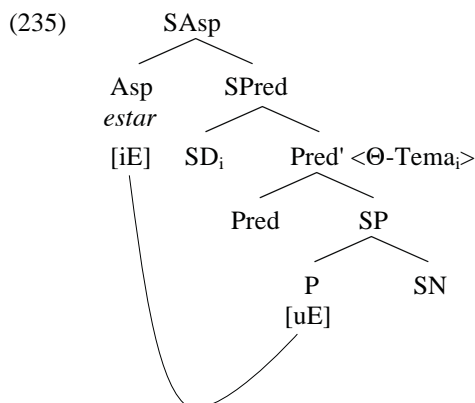 (235) SAsp
Asp SPred
estar
[iE] SDi Pred' <Θ-Temai>
Pred SP
P SN
[uE]